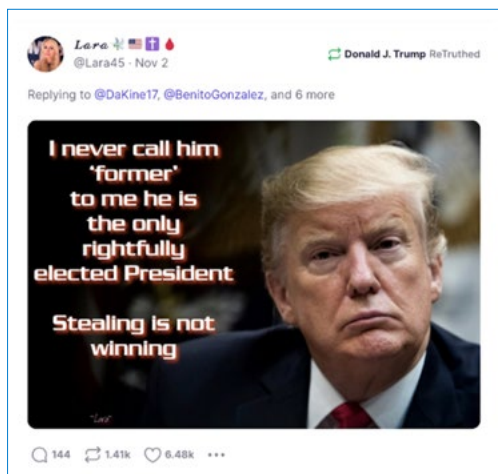 Lara
Donald J. Trump ReTruthed
@Lara45 · Nov 2
Replying to @DaKine17, @BenitoGonzalez, and 6 more
I never call him
'former'
to me he is
the only
rightfully
elected President
Stealing is not
winning
"Lara"
144 1.41k 6.48k